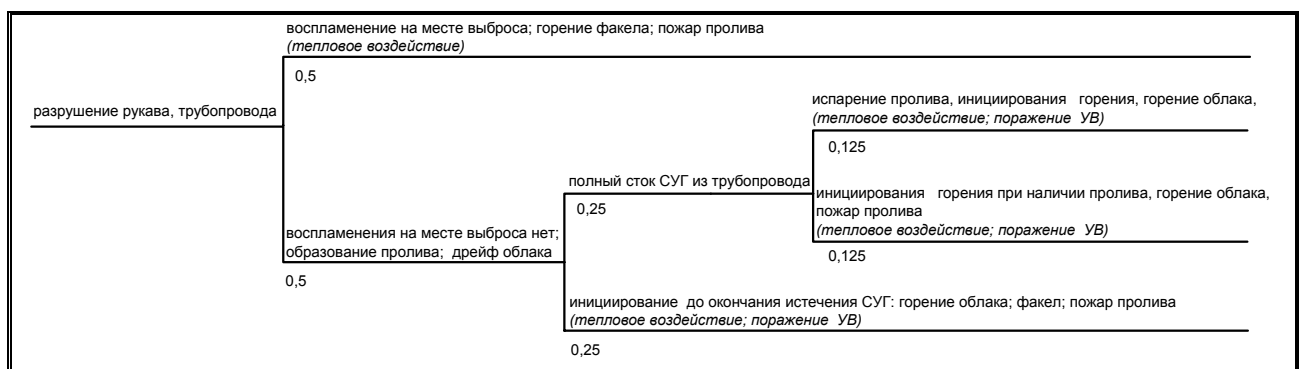 воспламенение на месте выброса; горение факела; пожар пролива
(тепловое воздействие)
0,5
разрушение рукава, трубопровода
испарение пролива, инициирования горения, горение облака,
(тепловое воздействие; поражение УВ)
0,125
полный сток СУГ из трубопровода
0,25
инициирования горения при наличии пролива, горение облака,
пожар пролива
(тепловое воздействие; поражение УВ)
0,125
воспламенения на месте выброса нет;
образование пролива; дрейф облака
0,5
инициирование до окончания истечения СУГ: горение облака; факел; пожар пролива
(тепловое воздействие; поражение УВ)
0,25